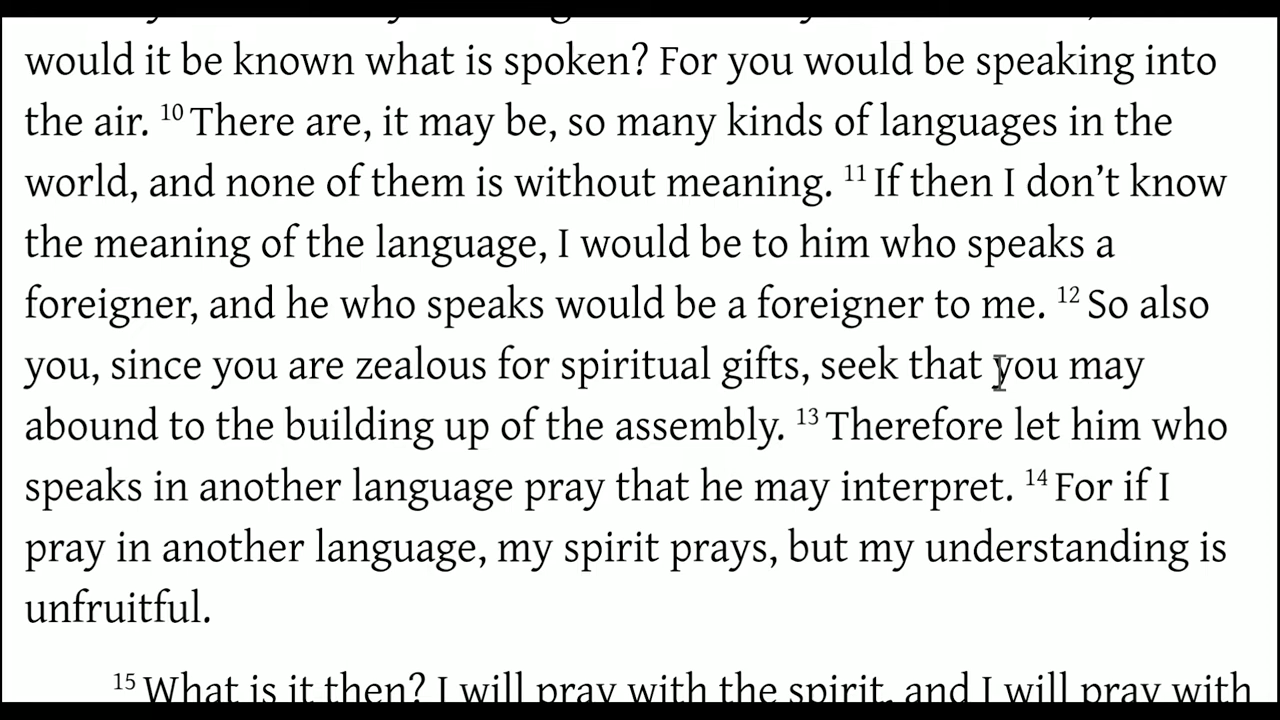 would it be known what is spoken? For you would be speaking into
the air. 10 There are, it may be, so many kinds of languages in the
world, and none of them is without meaning. 11 If then I don’t know
the meaning of the language, I would be to him who speaks a
foreigner, and he who speaks would be a foreigner to me. 12 So also
you, since you are zealous for spiritual gifts, seek that you may
abound to the building up of the assembly. 13 Therefore let him who
speaks in another language pray that he may interpret. 14 For if I
pray in another language, my spirit prays, but my understanding is
unfruitful.
15 What is it then? I will pray with the spirit, and I will pray with